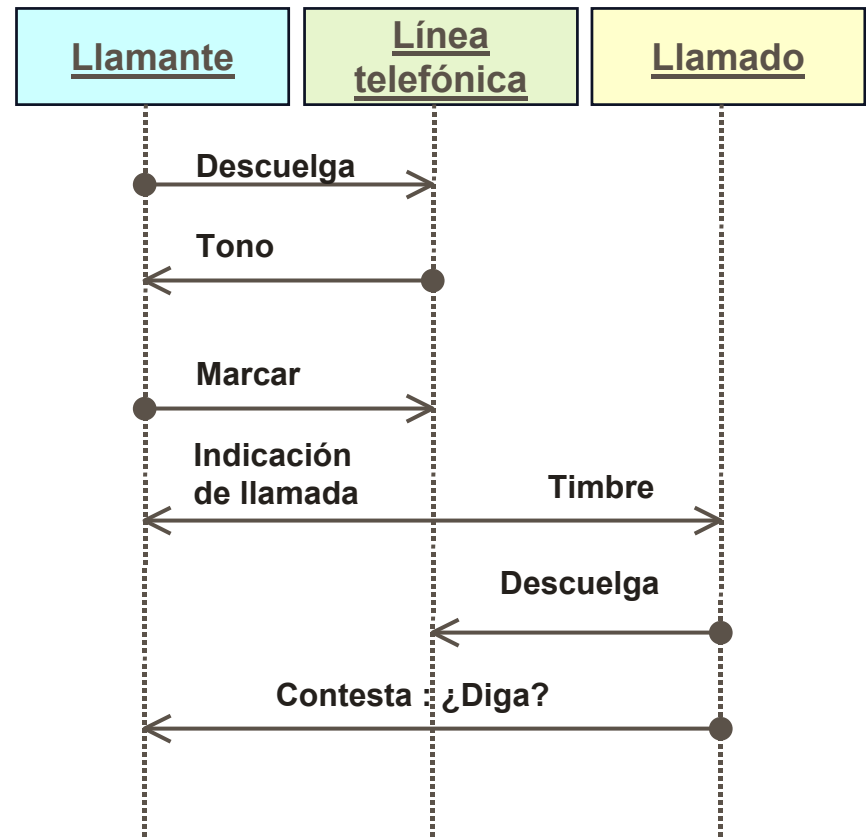 Llamante
Línea
telefónica
Llamado
Descuelga
Tono
Marcar
Indicación
de llamada
Timbre
Descuelga
Contesta : ¿Diga?